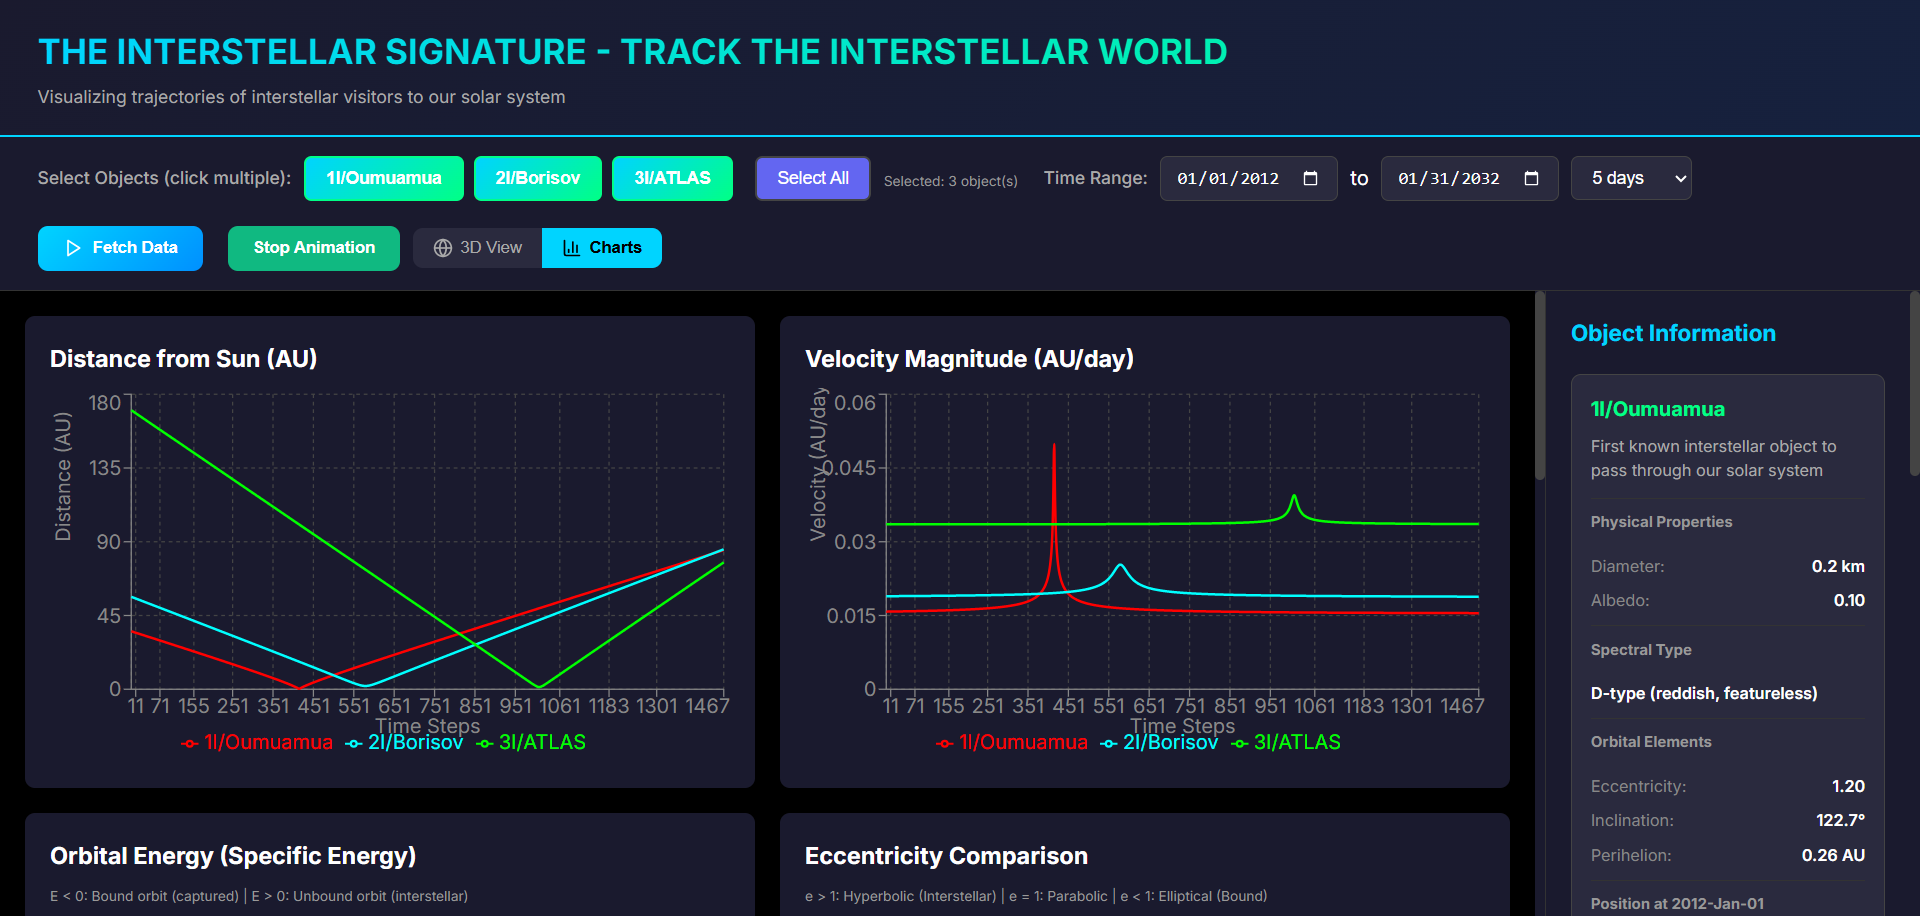 THE INTERSTELLAR SIGNATURE - TRACK THE INTERSTELLAR WORLD
Visualizing trajectories of interstellar visitors to our solar system
Select Objects (click multiple): 1I/Oumuamua 2I/Borisov 3I/ATLAS Select All Selected: 3 object(s) Time Range: 01/01/2012 to 01/31/2032 5 days
Fetch Data Stop Animation 3D View Charts
Distance from Sun (AU)
180
135
90
45
0
Distance (AU)
11 71 155 251 351 451 551 651 751 851 951 1061 1183 1301 1467
Time Steps
1I/Oumuamua 2I/Borisov 3I/ATLAS
Velocity Magnitude (AU/day)
0.06
0.045
0.03
0.015
0
Velocity (AU/day
11 71 155 251 351 451 551 651 751 851 951 1061 1183 1301 1467
Time Steps
1I/Oumuamua 2I/Borisov 3I/ATLAS
Orbital Energy (Specific Energy)
E < 0: Bound orbit (captured) | E > 0: Unbound orbit (interstellar)
Eccentricity Comparison
e > 1: Hyperbolic (Interstellar) | e = 1: Parabolic | e < 1: Elliptical (Bound)
Object Information
1I/Oumuamua
First known interstellar object to
pass through our solar system
Physical Properties
Diameter: 0.2 km
Albedo: 0.10
Spectral Type
D-type (reddish, featureless)
Orbital Elements
Eccentricity: 1.20
Inclination: 122.7°
Perihelion: 0.26 AU
Position at 2012-Jan-01